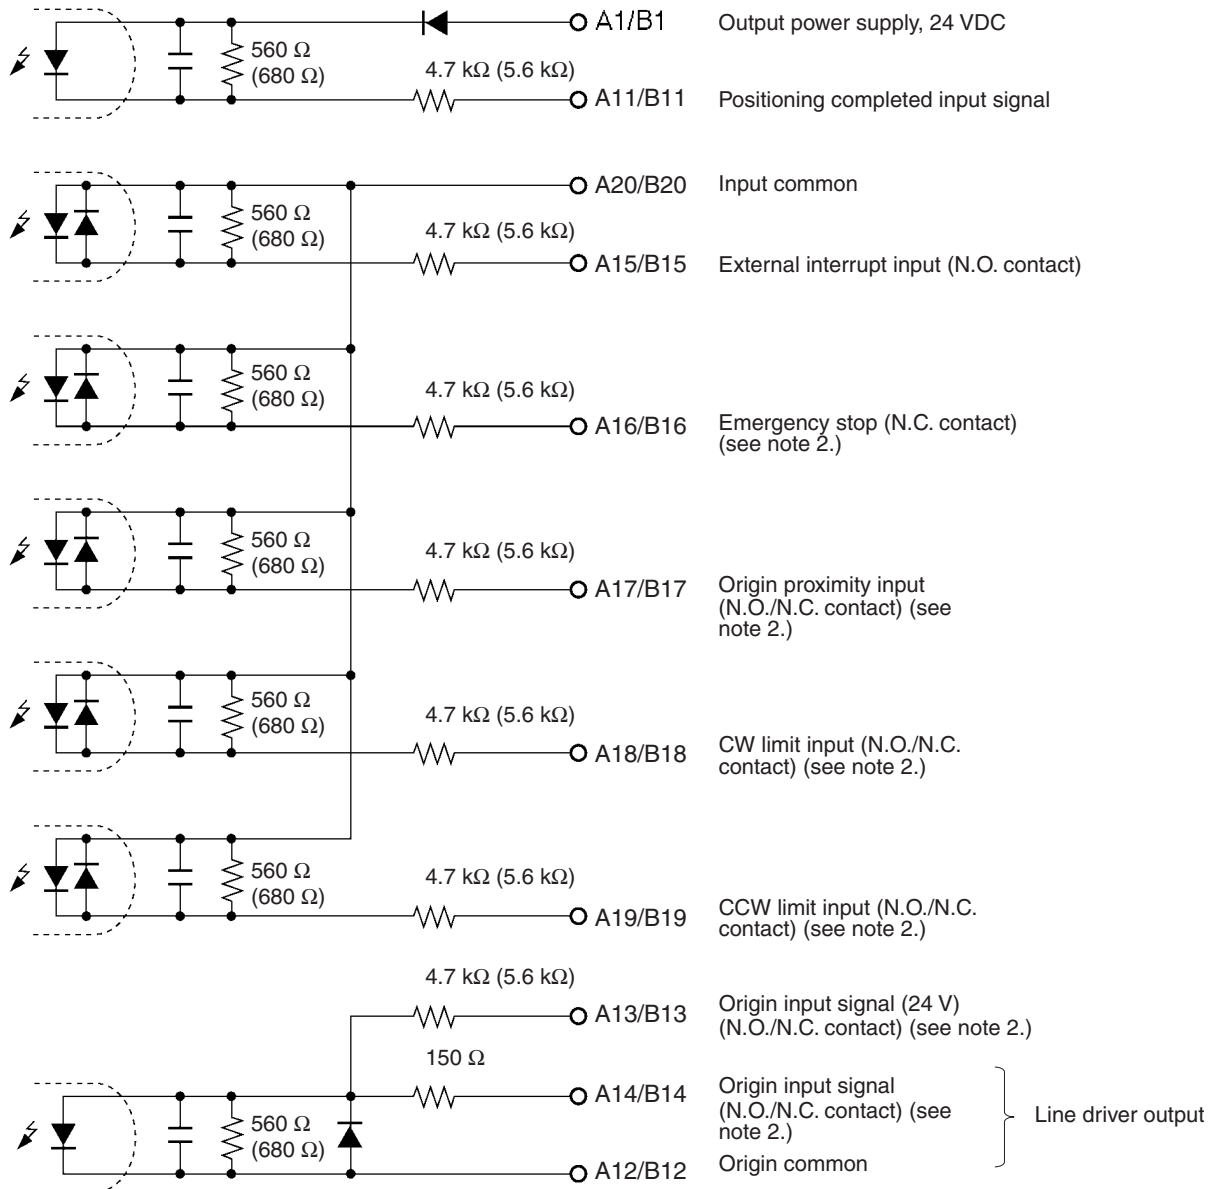 A1/B1 Output power supply, 24 VDC
560 Ω
(680 Ω)
4.7 kΩ (5.6 kΩ)
A11/B11 Positioning completed input signal
A20/B20 Input common
560 Ω
(680 Ω)
4.7 kΩ (5.6 kΩ)
A15/B15 External interrupt input (N.O. contact)
560 Ω
(680 Ω)
4.7 kΩ (5.6 kΩ)
A16/B16 Emergency stop (N.C. contact)
(see note 2.)
560 Ω
(680 Ω)
4.7 kΩ (5.6 kΩ)
A17/B17 Origin proximity input
(N.O./N.C. contact) (see
note 2.)
560 Ω
(680 Ω)
4.7 kΩ (5.6 kΩ)
A18/B18 CW limit input (N.O./N.C.
contact) (see note 2.)
560 Ω
(680 Ω)
4.7 kΩ (5.6 kΩ)
A19/B19 CCW limit input (N.O./N.C.
contact) (see note 2.)
4.7 kΩ (5.6 kΩ)
A13/B13 Origin input signal (24 V)
(N.O./N.C. contact) (see note 2.)
150 Ω
A14/B14 Origin input signal
(N.O./N.C. contact) (see
note 2.)
Line driver output
560 Ω
(680 Ω)
A12/B12 Origin common